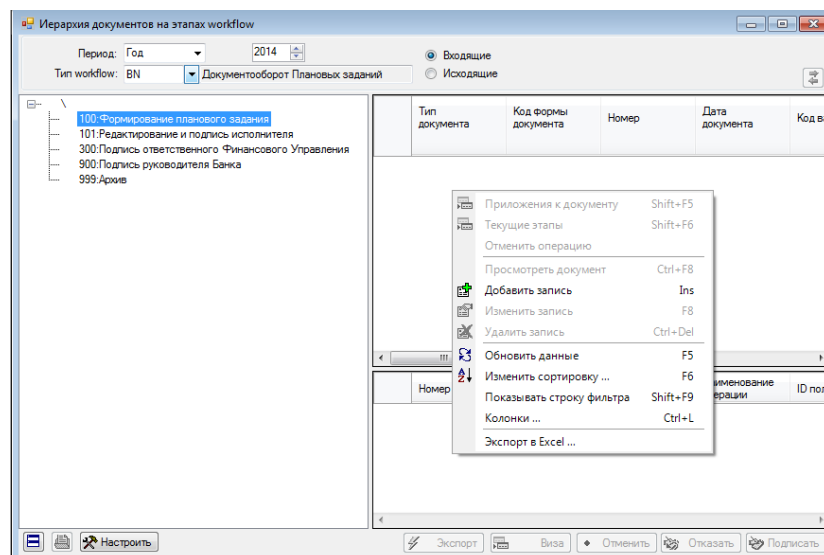 Иерархия документов на этапах workflow
Период: Год 2014
Тип workflow: BN Документооборот Плановых заданий
Входящие
Исходящие
\
100:Формирование планового задания
101:Редактирование и подпись исполнителя
300:Подпись ответственного Финансового Управления
900:Подпись руководителя Банка
999:Архив
Тип документа
Код формы документа
Номер
Дата документа
Код в
Приложения к документу Shift+F5
Текущие этапы Shift+F6
Отменить операцию
Просмотреть документ Ctrl+F8
Добавить запись Ins
Изменить запись F8
Удалить запись Ctrl+Del
Обновить данные F5
Изменить сортировку ... F6
Показывать строку фильтра Shift+F9
Колонки ... Ctrl+L
Экспорт в Excel ...
Номер
именование
ерации
ID пол
Настроить
Экспорт
Виза
Отменить
Отказать
Подписать